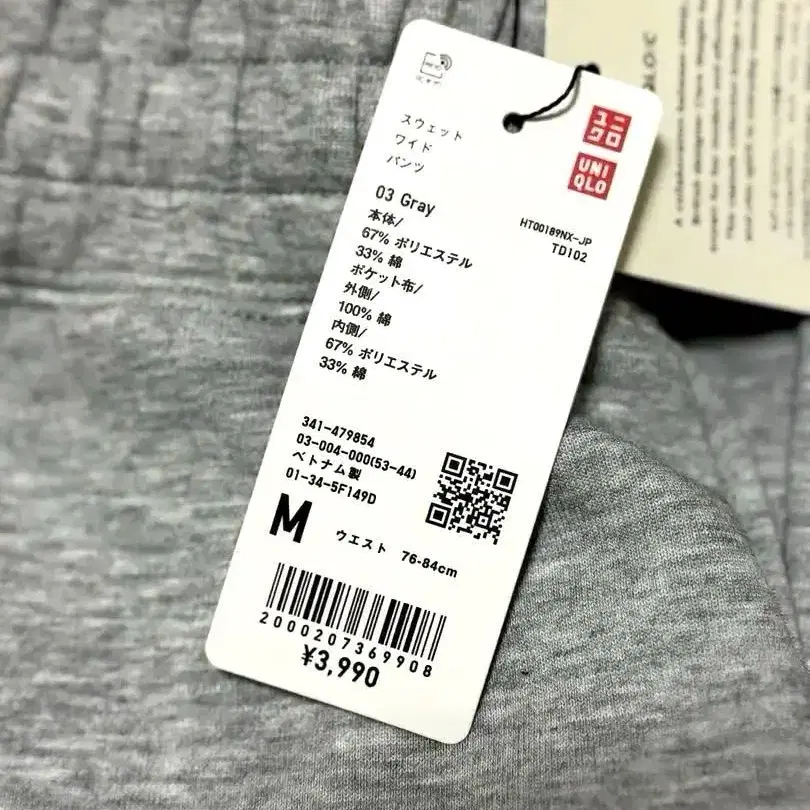 スウェット
ワイド
パンツ
ユニ
クロ
UNI
QLO
03 Gray
HT00189NX-JP
TD102
本体/
67% ポリエステル
33% 綿
ポケット布/
外側/
100% 綿
内側/
67% ポリエステル
33% 綿
341-479854
03-004-000(53-44)
ベトナム製
01-34-5F149D
M
ウエスト 76-84cm
2000207369908
¥3,990